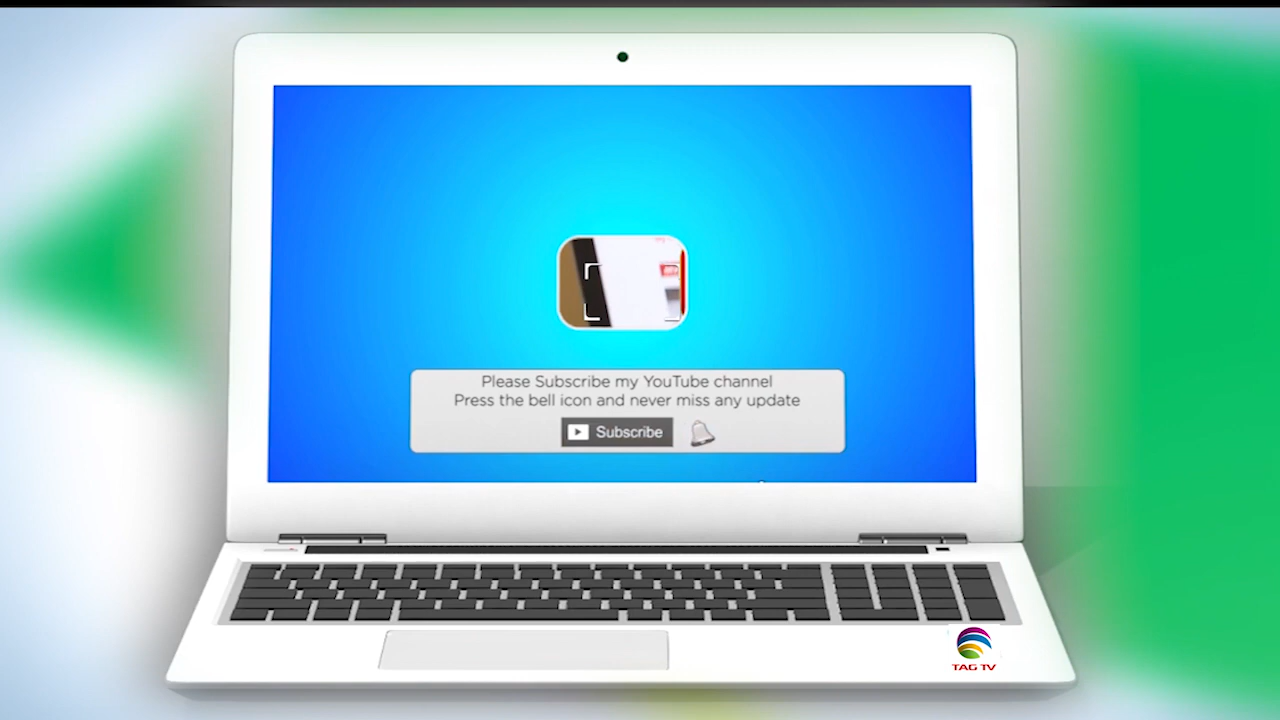 Please Subscribe my YouTube channel
Press the bell icon and never miss any update
Subscribe
TAG TV